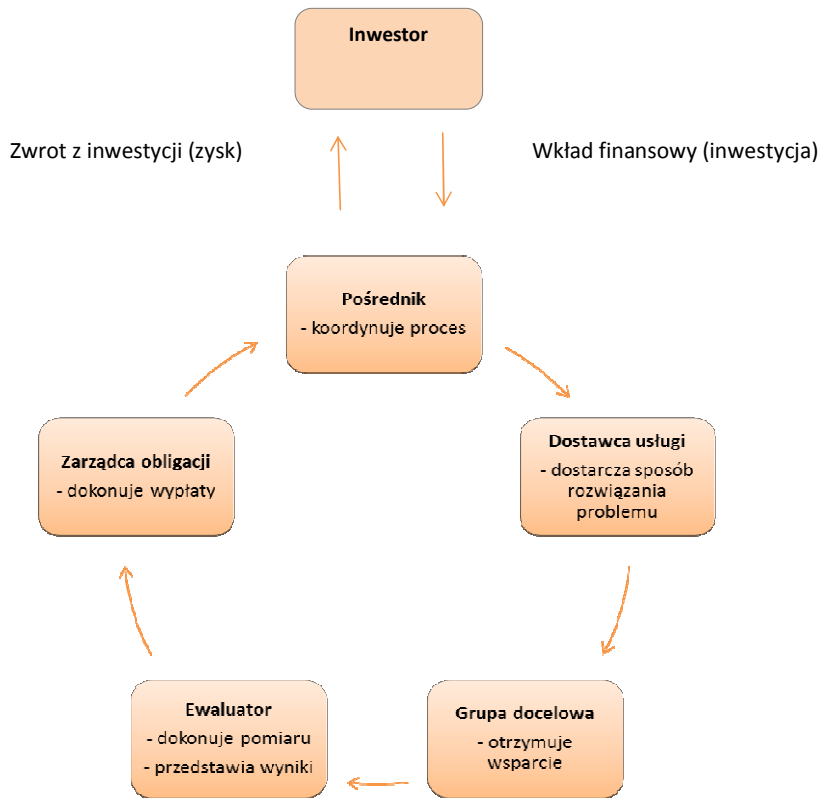 Inwestor
Zwrot z inwestycji (zysk)
Wkład finansowy (inwestycja)
Pośrednik
- koordynuje proces
Dostawca usługi
- dostarcza sposób
rozwiązania
problemu
Zarządca obligacji
- dokonuje wypłaty
Ewaluator
- dokonuje pomiaru
- przedstawia wyniki
Grupa docelowa
- otrzymuje
wsparcie